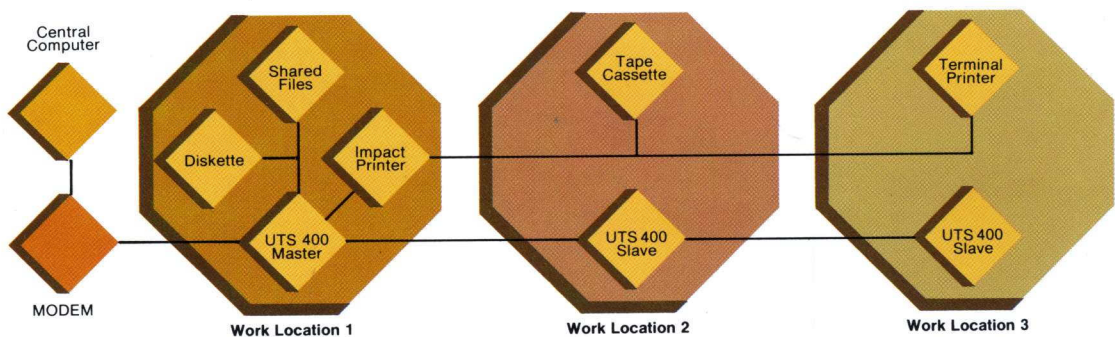 Central
Computer
MODEM
Shared
Files
Diskette
Impact
Printer
UTS 400
Master
Work Location 1
Tape
Cassette
UTS 400
Slave
Work Location 2
Terminal
Printer
UTS 400
Slave
Work Location 3